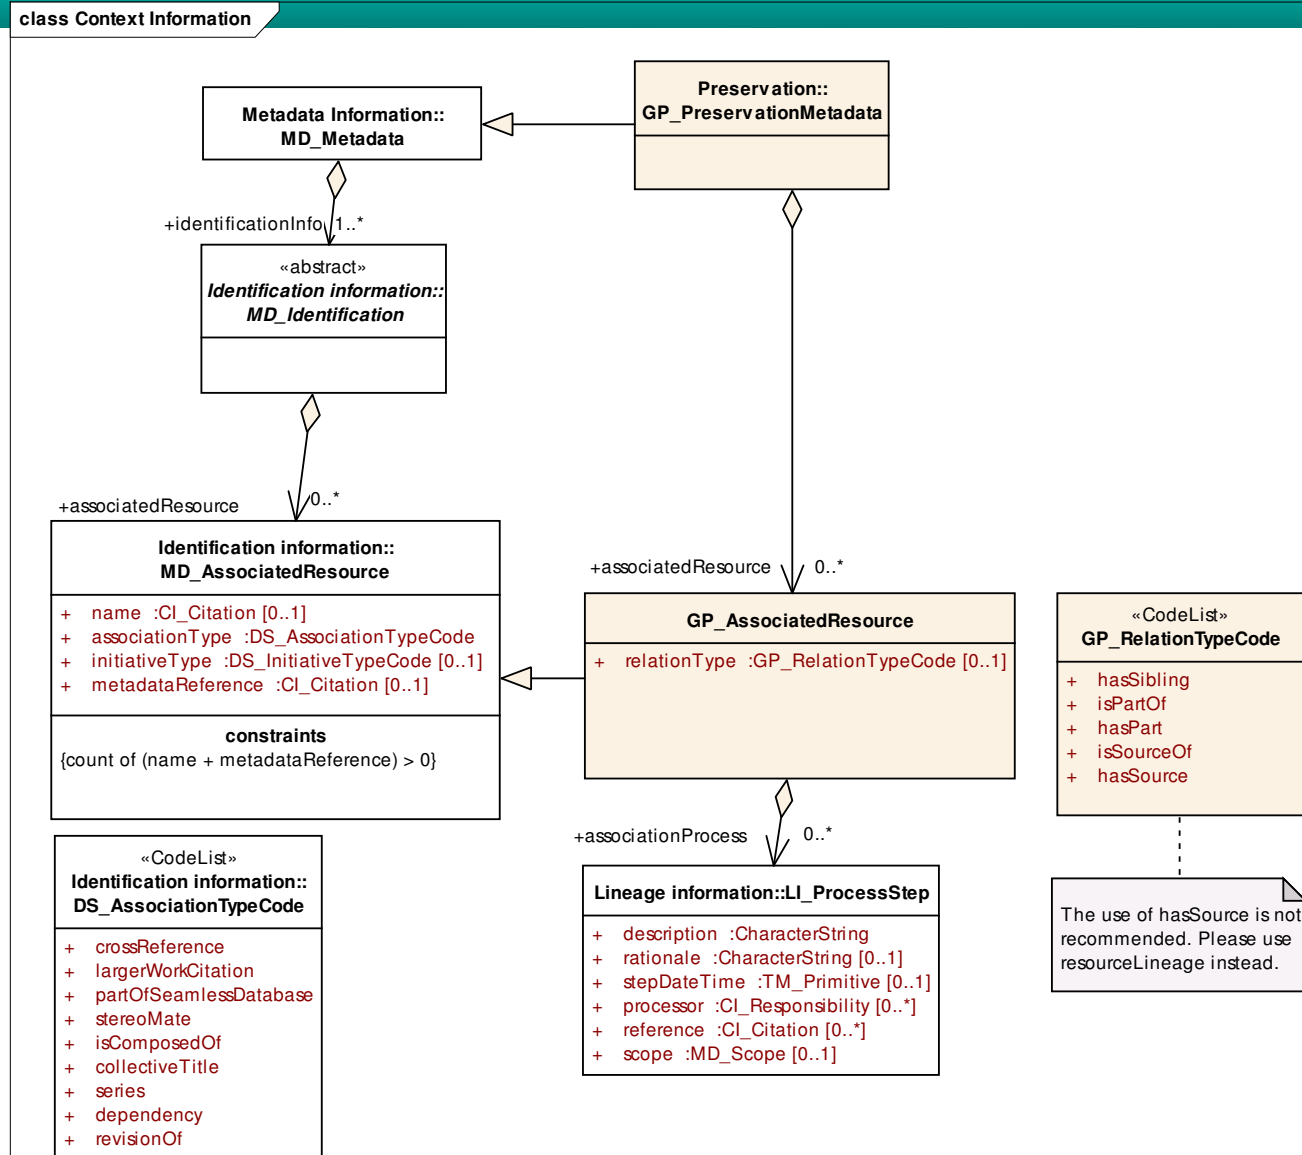 class Context Information
Preservation::
GP_PreservationMetadata
Metadata Information::
MD_Metadata
+identificationInfo 1..*
«abstract»
Identification information::
MD_Identification
+associatedResource 0..*
Identification information::
MD_AssociatedResource
+ name :CI_Citation [0..1]
+ associationType :DS_AssociationTypeCode
+ initiativeType :DS_InitiativeTypeCode [0..1]
+ metadataReference :CI_Citation [0..1]
constraints
{count of (name + metadataReference) > 0}
+associatedResource 0..*
GP_AssociatedResource
+ relationType :GP_RelationTypeCode [0..1]
«CodeList»
GP_RelationTypeCode
+ hasSibling
+ isPartOf
+ hasPart
+ isSourceOf
+ hasSource
The use of hasSource is not
recommended. Please use
resourceLineage instead.
+associationProcess 0..*
Lineage information::LI_ProcessStep
+ description :CharacterString
+ rationale :CharacterString [0..1]
+ stepDateTime :TM_Primitive [0..1]
+ processor :CI_Responsibility [0..*]
+ reference :CI_Citation [0..*]
+ scope :MD_Scope [0..1]
«CodeList»
Identification information::
DS_AssociationTypeCode
+ crossReference
+ largerWorkCitation
+ partOfSeamlessDatabase
+ stereoMate
+ isComposedOf
+ collectiveTitle
+ series
+ dependency
+ revisionOf